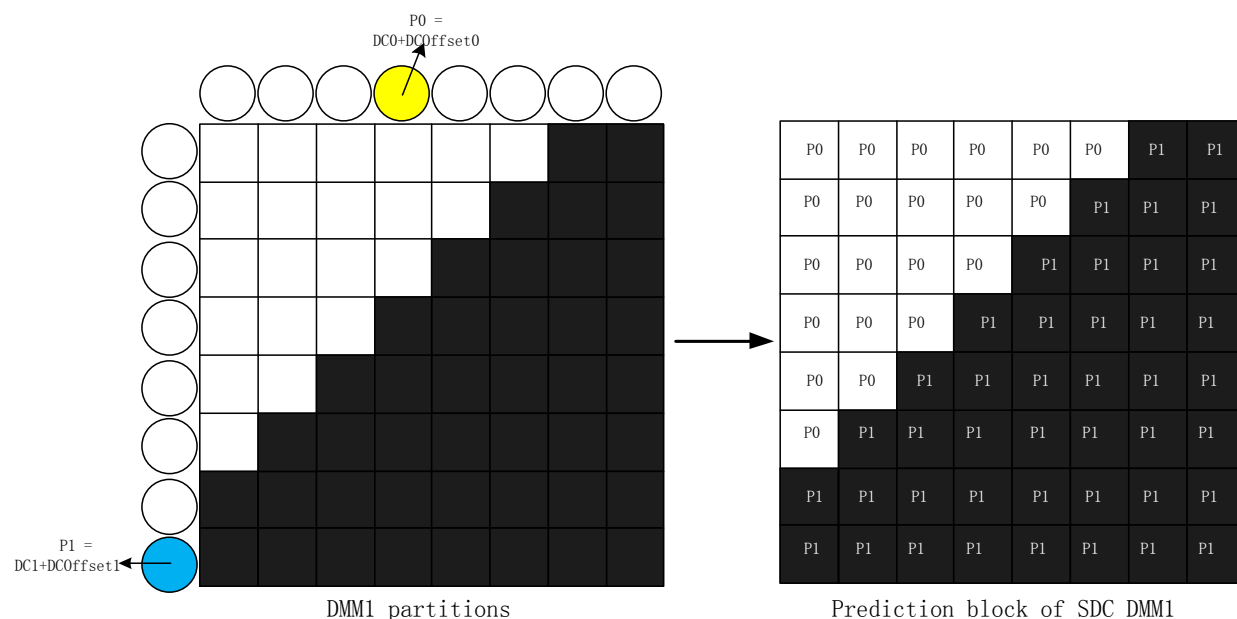 P0 =
DC0+DCOffset0
P0 P0 P0 P0 P0 P0 P1 P1
P0 P0 P0 P0 P0 P1 P1 P1
P0 P0 P0 P0 P1 P1 P1 P1
P0 P0 P0 P1 P1 P1 P1 P1
P0 P0 P1 P1 P1 P1 P1 P1
P0 P1 P1 P1 P1 P1 P1 P1
P1 P1 P1 P1 P1 P1 P1 P1
P1 P1 P1 P1 P1 P1 P1 P1
P1 =
DC1+DCOffset1
DMM1 partitions
Prediction block of SDC DMM1